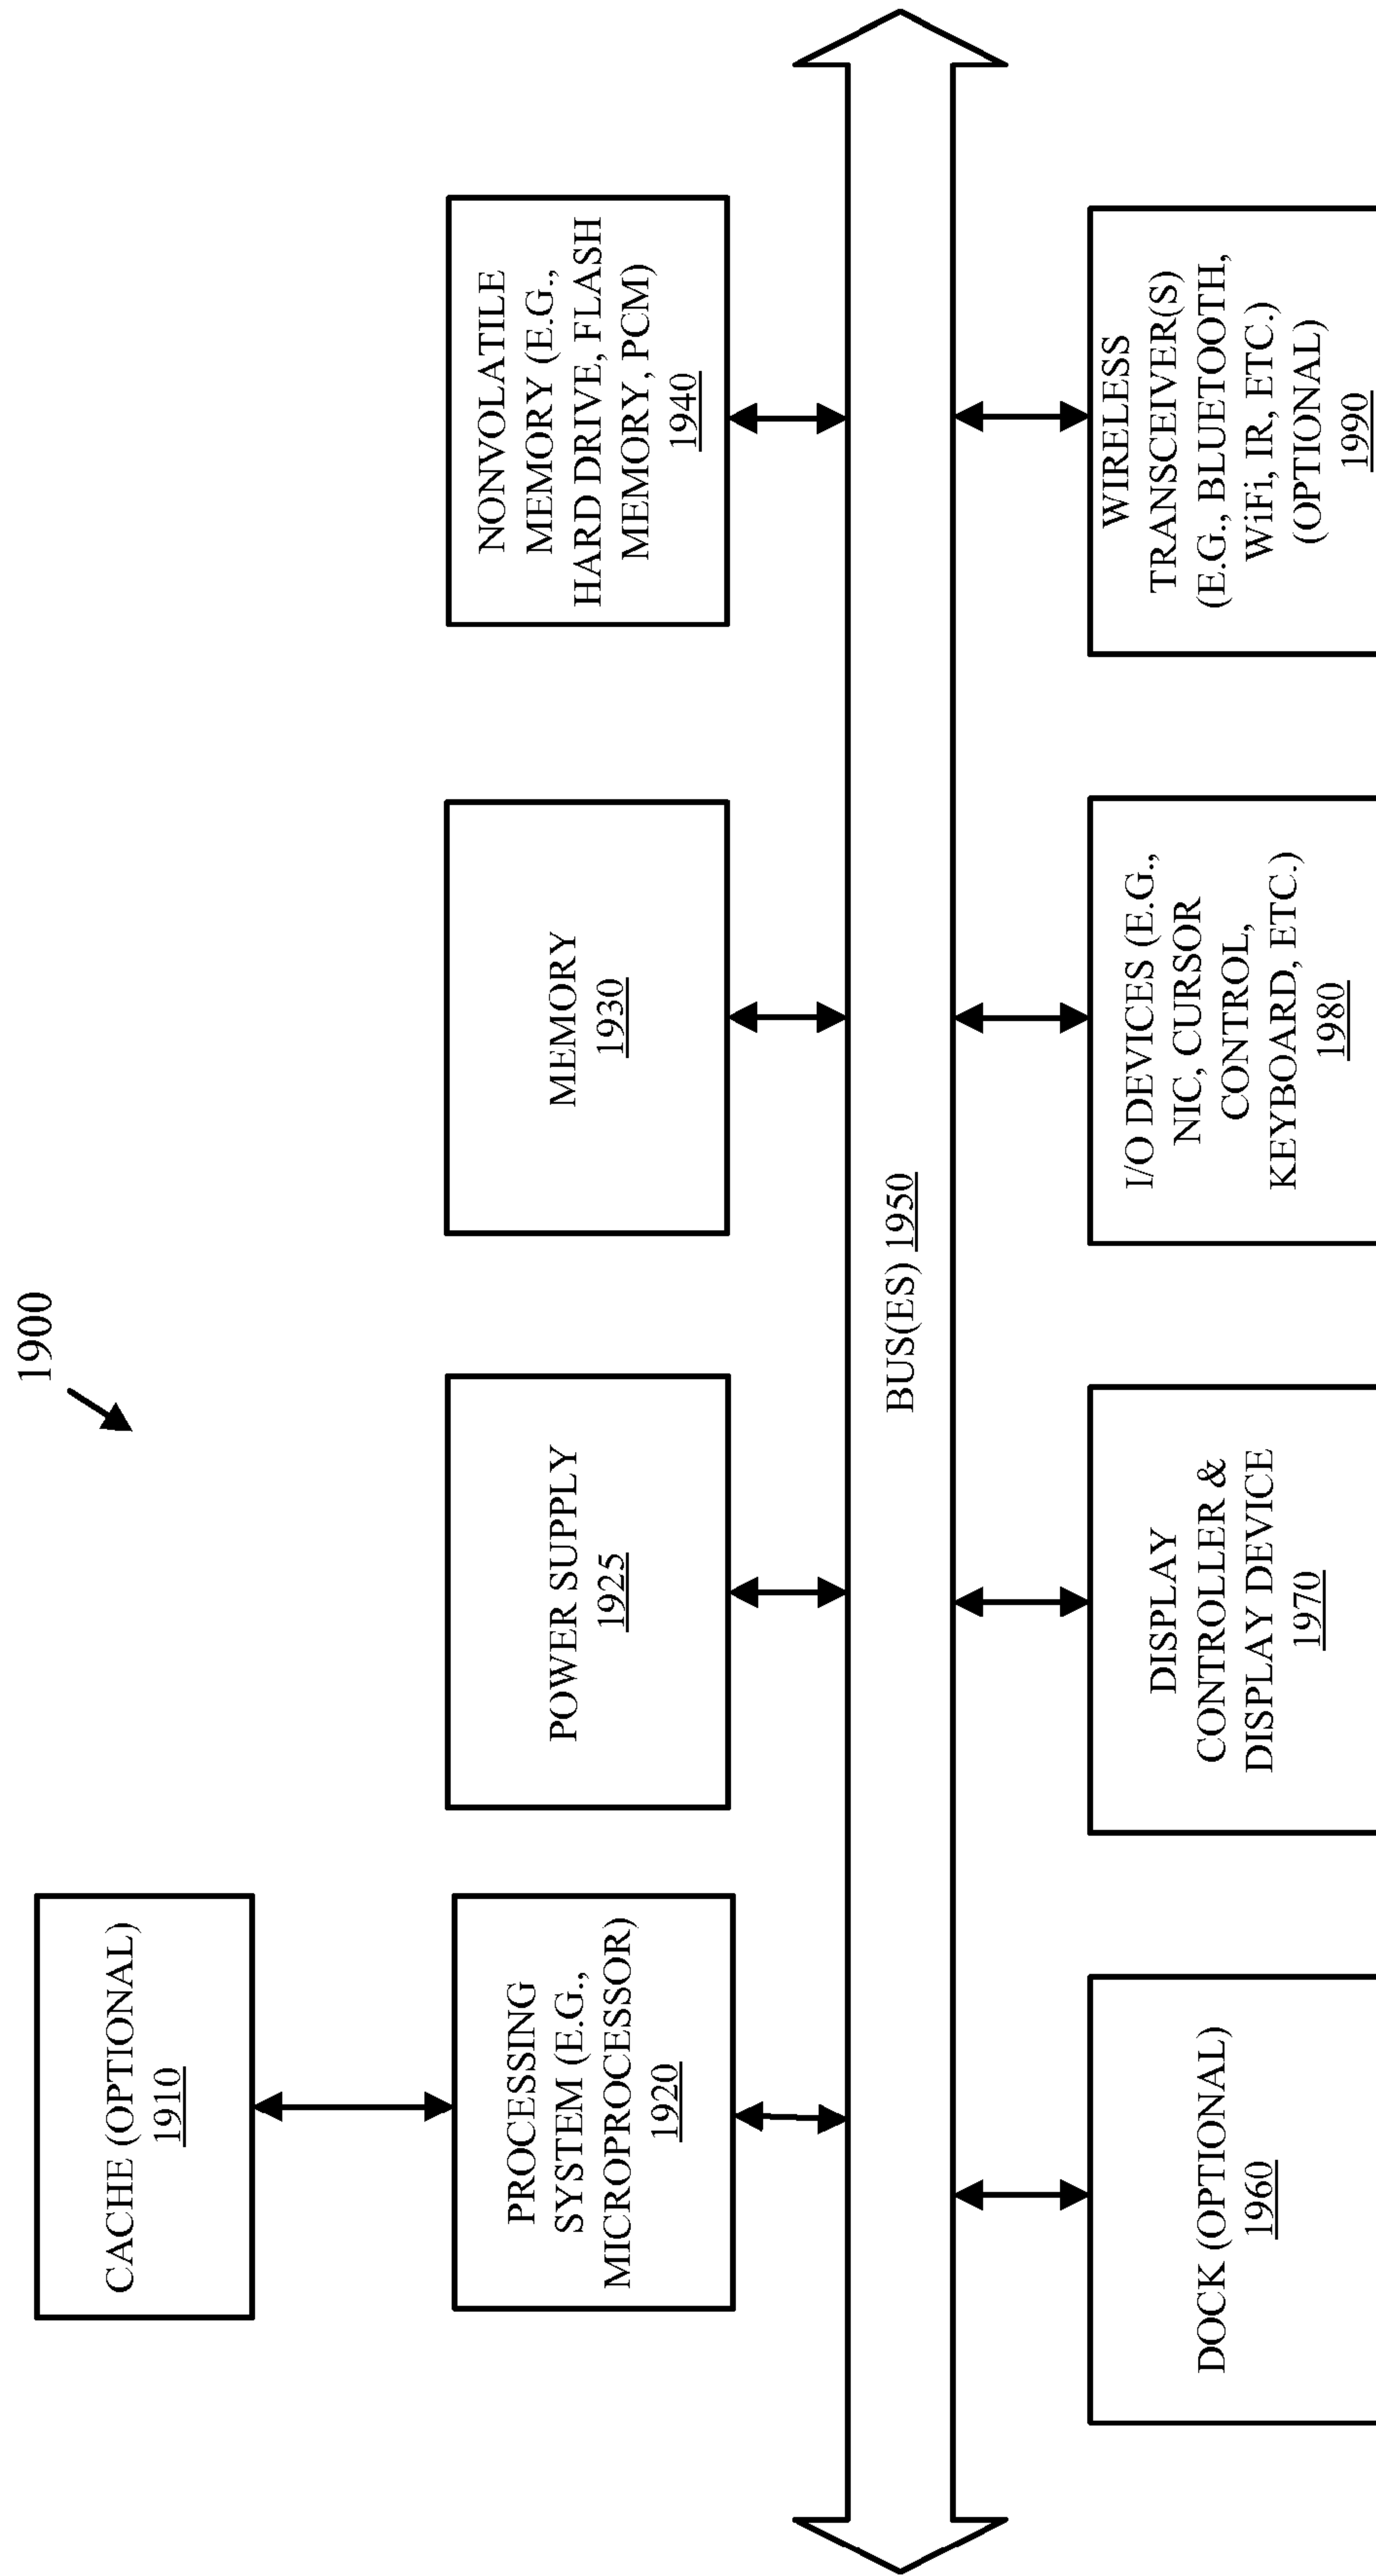 1900
CACHE (OPTIONAL)
1910
PROCESSING
SYSTEM (E.G.,
MICROPROCESSOR)
1920
POWER SUPPLY
1925
MEMORY
1930
NONVOLATILE
MEMORY (E.G.,
HARD DRIVE, FLASH
MEMORY, PCM)
1940
BUS(ES) 1950
DOCK (OPTIONAL)
1960
DISPLAY
CONTROLLER &
DISPLAY DEVICE
1970
I/O DEVICES (E.G.,
NIC, CURSOR
CONTROL,
KEYBOARD, ETC.)
1980
WIRELESS
TRANSCEIVER(S)
(E.G., BLUETOOTH,
WiFi, IR, ETC.)
(OPTIONAL)
1990